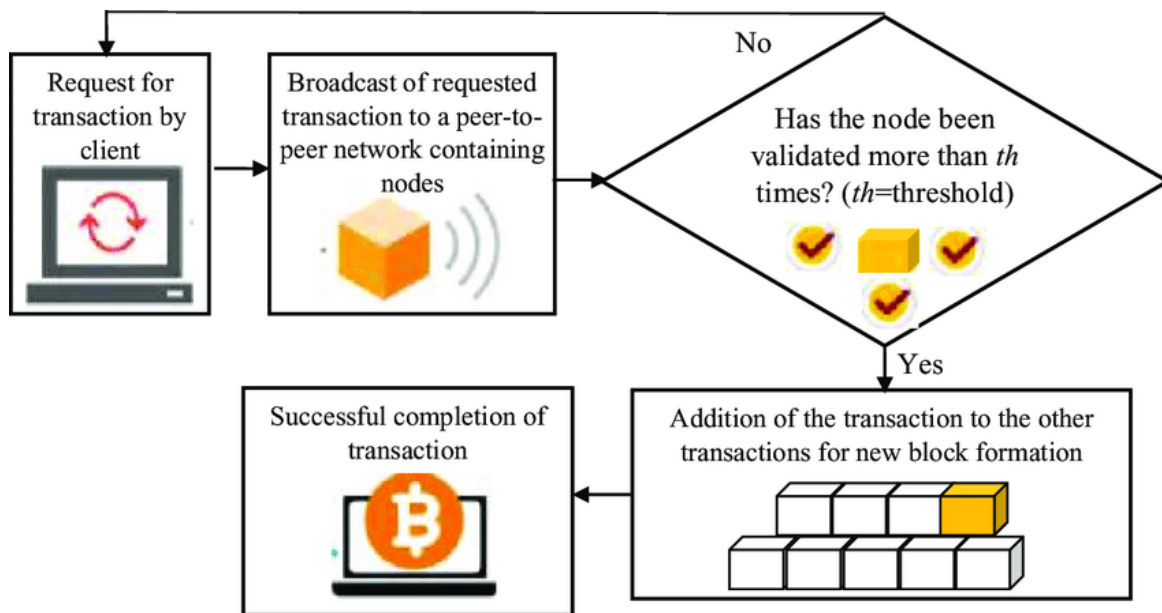 Request for
transaction by
client
Broadcast of requested
transaction to a peer-to-
peer network containing
nodes
No
Has the node been
validated more than th
times? (th=threshold)
Yes
Addition of the transaction to the other
transactions for new block formation
Successful completion of
transaction